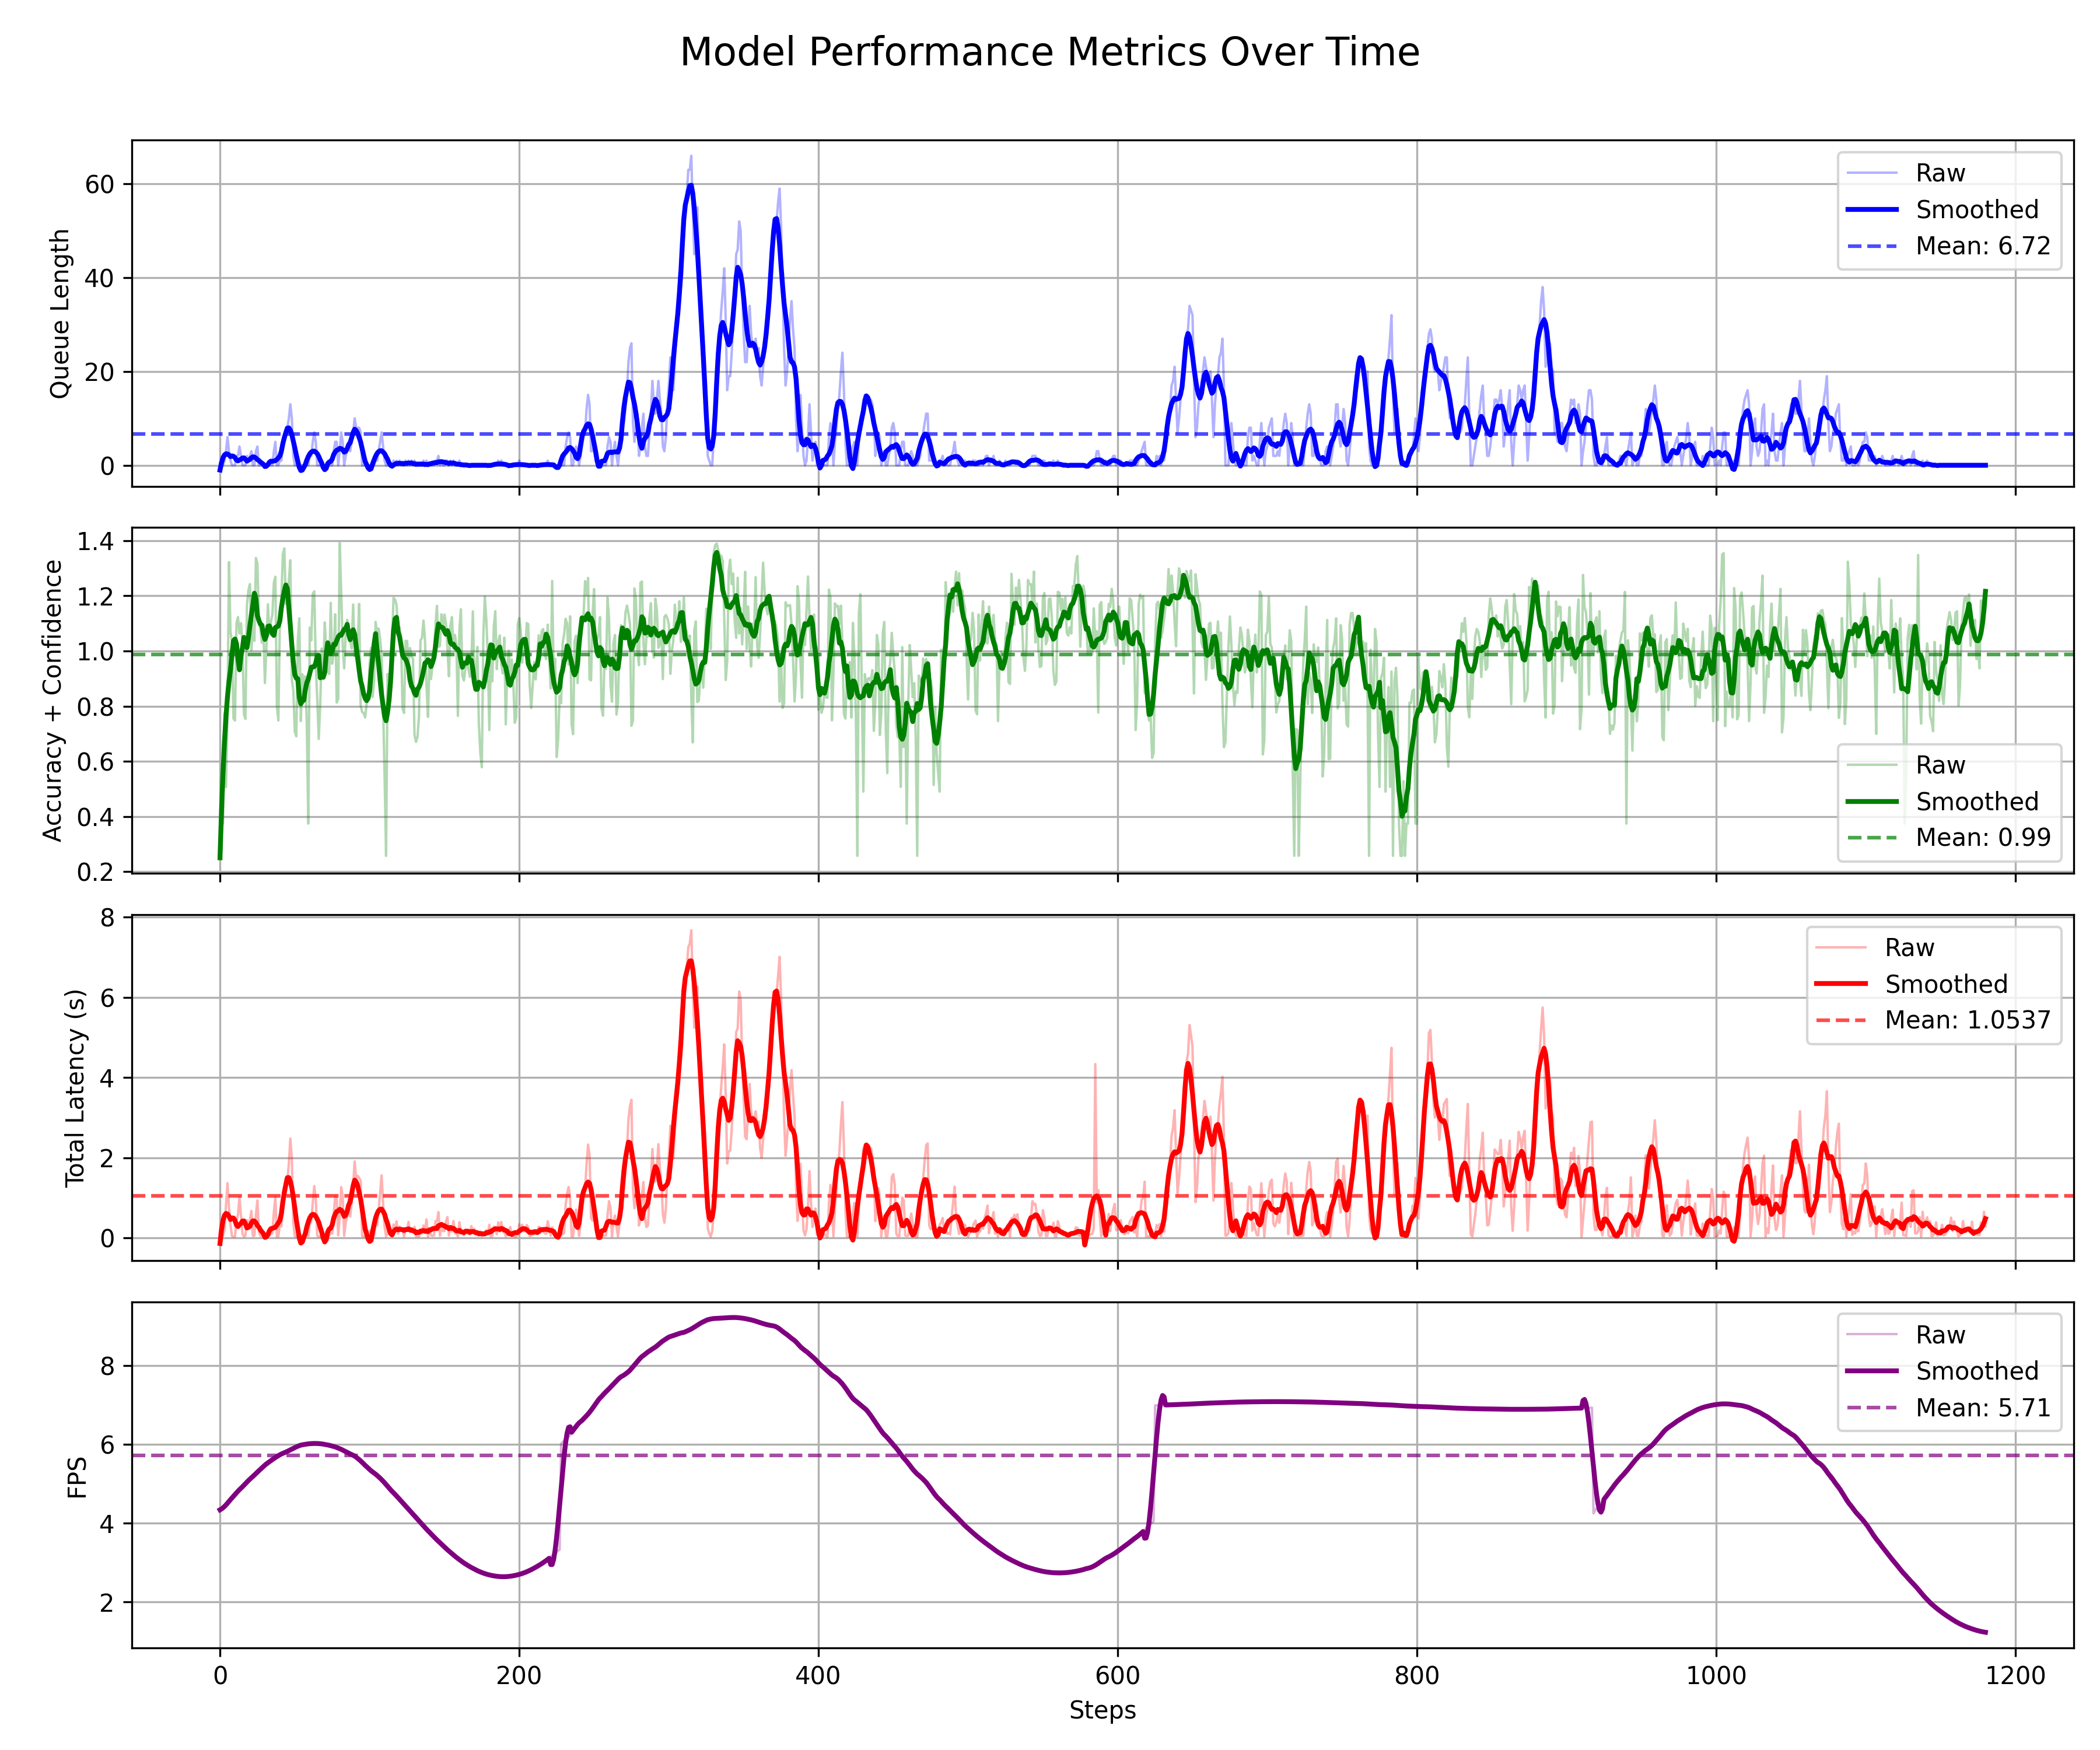 Model Performance Metrics Over Time
Queue Length
60
40
20
0
Raw
Smoothed
Mean: 6.72
Accuracy + Confidence
1.4
1.2
1.0
0.8
0.6
0.4
0.2
Raw
Smoothed
Mean: 0.99
Total Latency (s)
8
6
4
2
0
Raw
Smoothed
Mean: 1.0537
FPS
8
6
4
2
Raw
Smoothed
Mean: 5.71
0 200 400 600 800 1000 1200
Steps